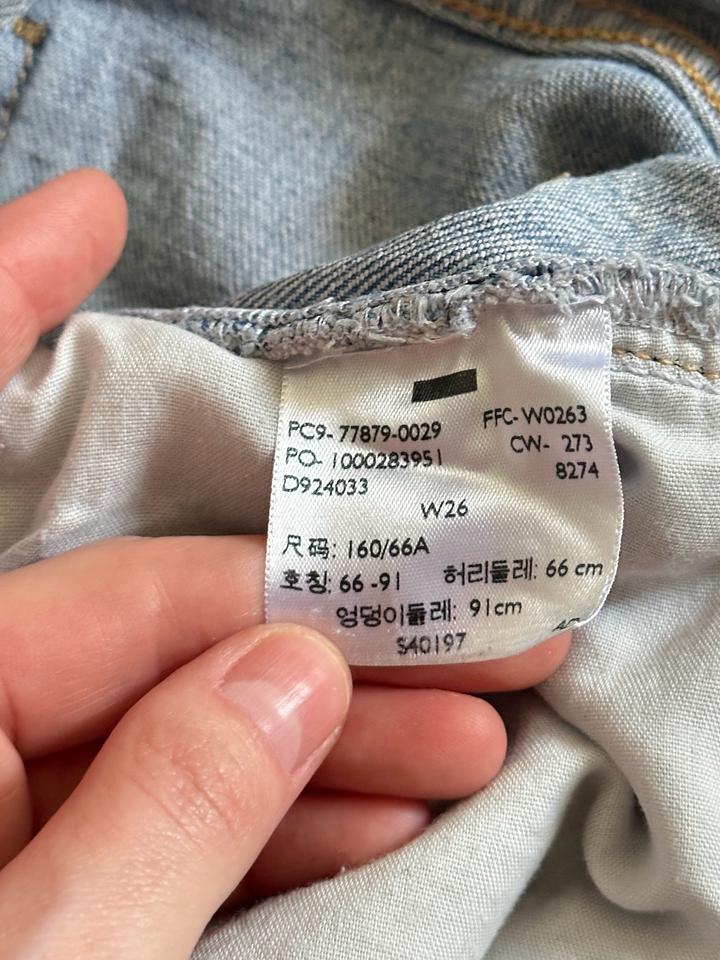 PC9- 77879-0029 FFC- W0263
PO- 1000283951 CW- 273
D924033 8274
W26
尺码: 160/66A
호칭: 66 -91 허리둘레: 66 cm
엉덩이둘레: 91cm
S40197